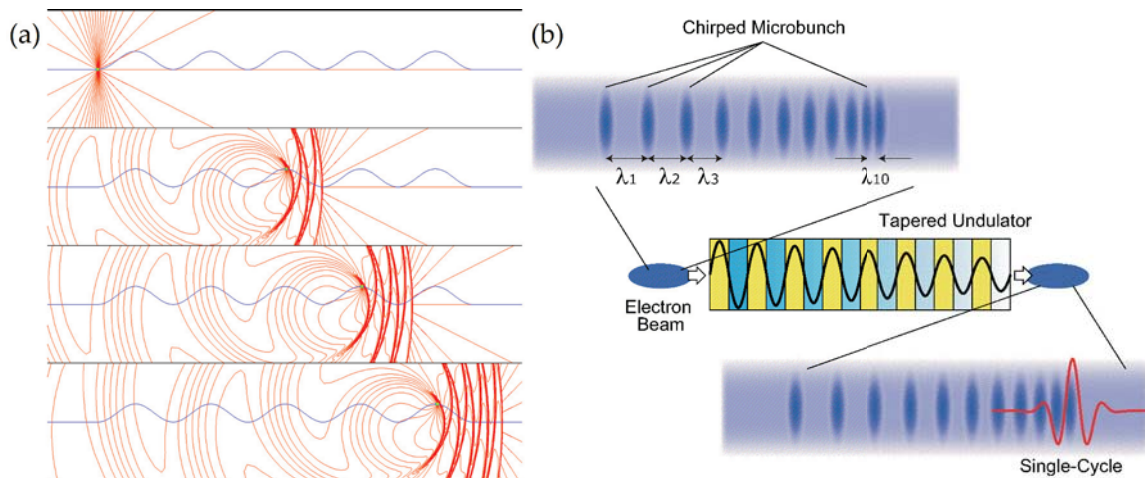 (a)
(b)
Chirped Microbunch
λ1 λ2 λ3 λ10
Tapered Undulator
Electron
Beam
Single-Cycle